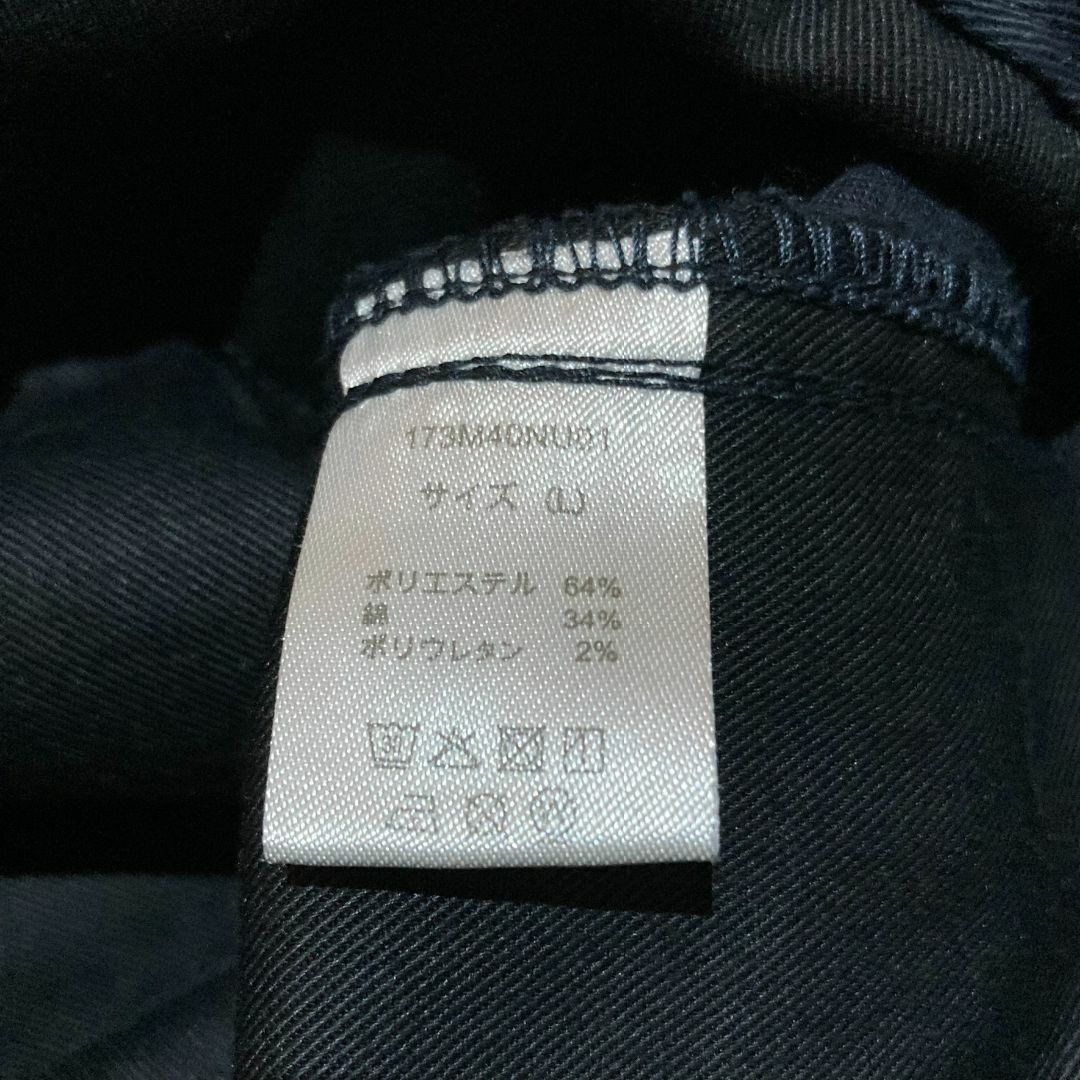 173M40NU01
サイズ (L)
ポリエステル 64%
綿 34%
ポリウレタン 2%